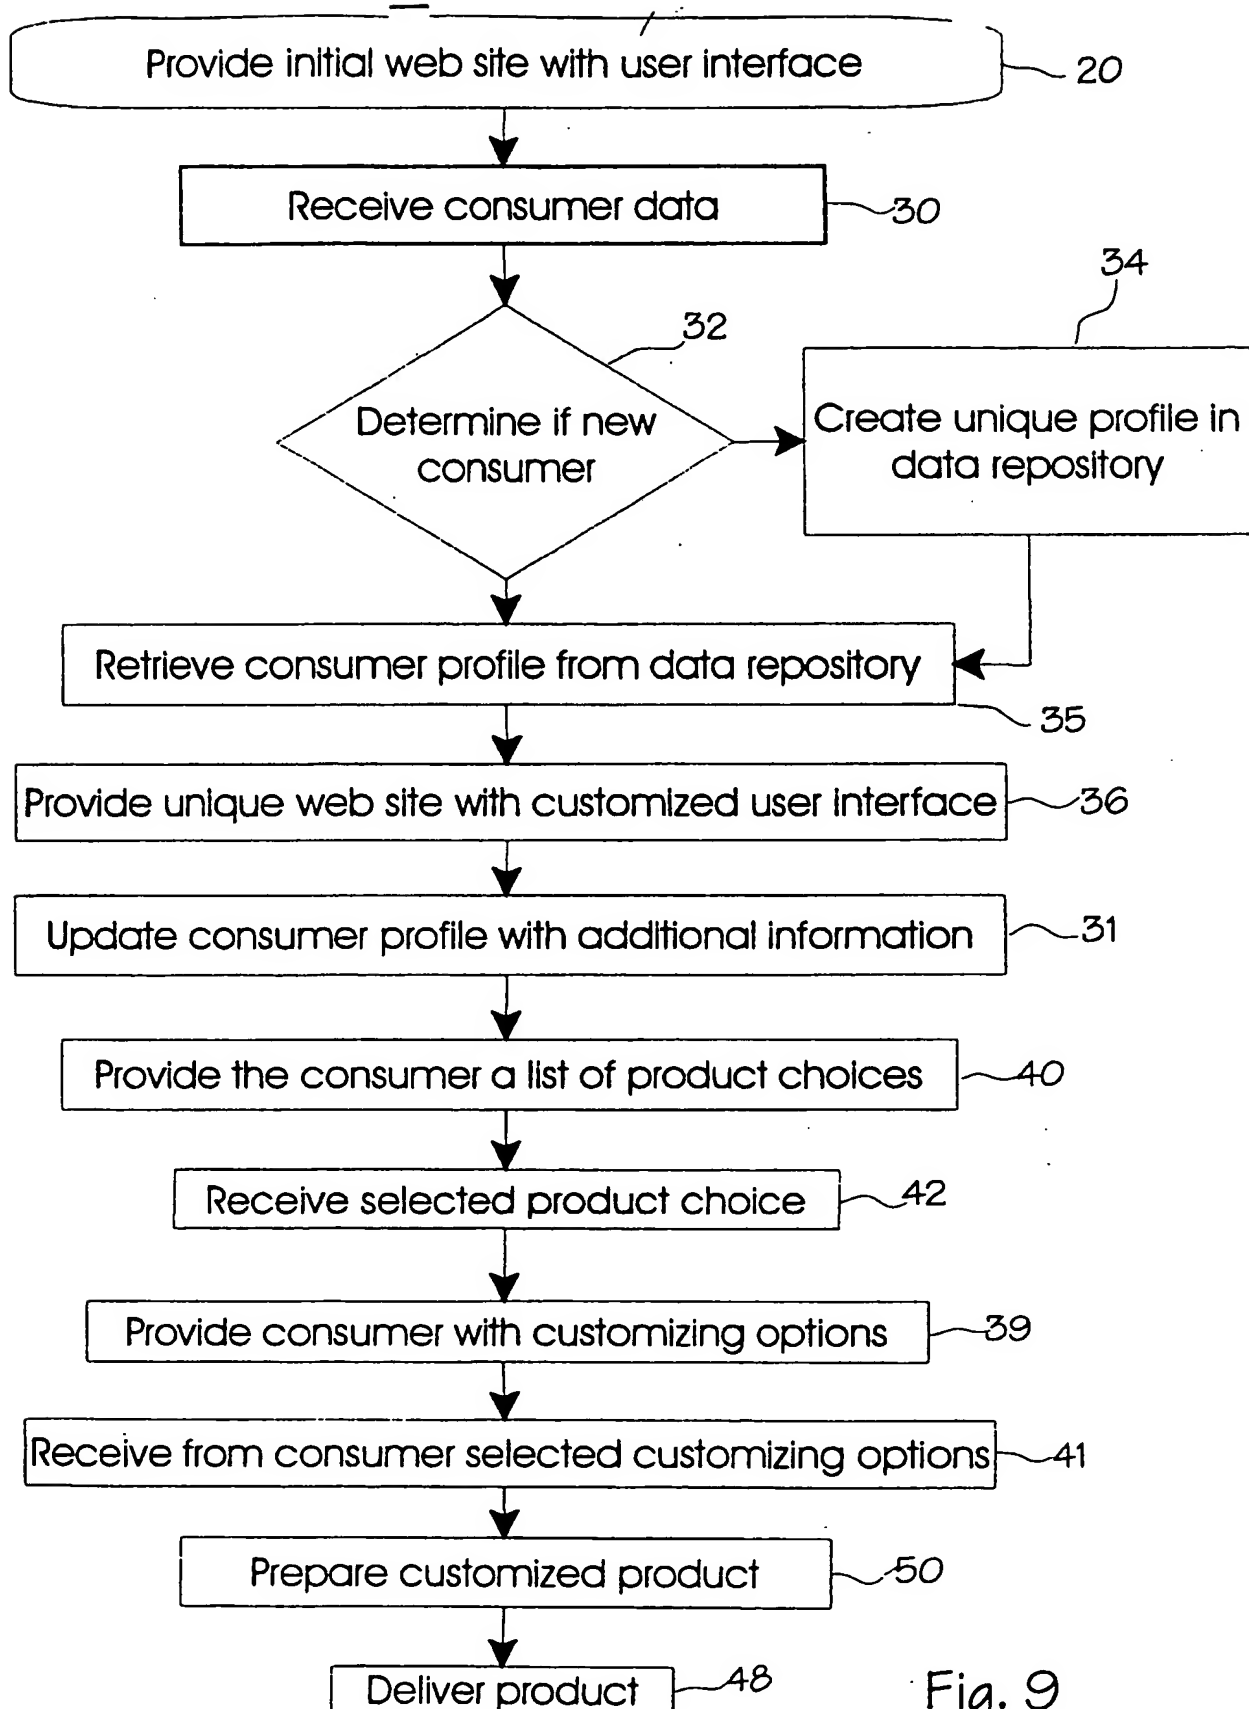 Provide initial web site with user interface
20
Receive consumer data
30
34
32
Determine if new
consumer
Create unique profile in
data repository
Retrieve consumer profile from data repository
35
Provide unique web site with customized user interface
36
Update consumer profile with additional information
31
Provide the consumer a list of product choices
40
Receive selected product choice
42
Provide consumer with customizing options
39
Receive from consumer selected customizing options
41
Prepare customized product
50
Deliver product
48
Fig. 9